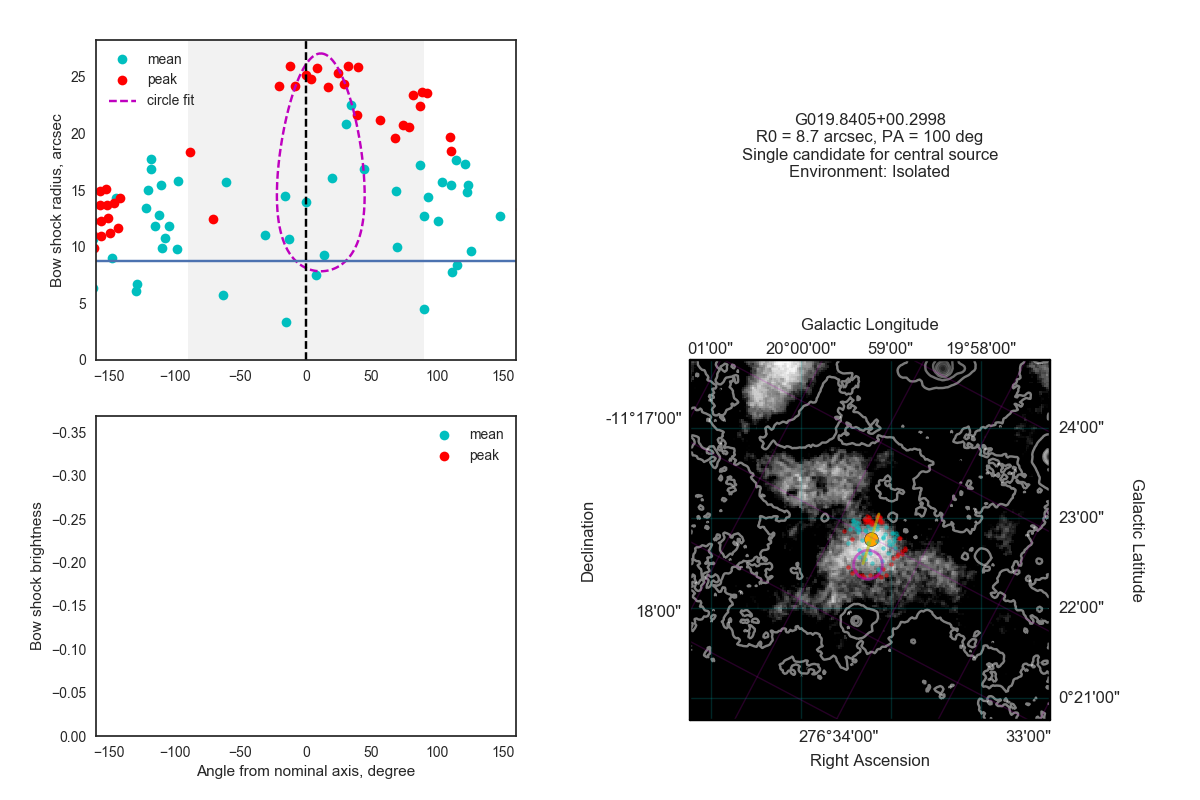 mean
peak
circle fit
Bow shock radius, arcsec
25
20
15
10
5
0
−150
−100
−50
0
50
100
150
G019.8405+00.2998
R0 = 8.7 arcsec, PA = 100 deg
Single candidate for central source
Environment: Isolated
mean
peak
Bow shock brightness
−0.35
−0.30
−0.25
−0.20
−0.15
−0.10
−0.05
0.00
−150
−100
−50
0
50
100
150
Angle from nominal axis, degree
Galactic Longitude
01'00"
20°00'00"
59'00"
19°58'00"
Declination
-11°17'00"
18'00"
24'00"
23'00"
22'00"
0°21'00"
Galactic Latitude
276°34'00"
33'00"
Right Ascension